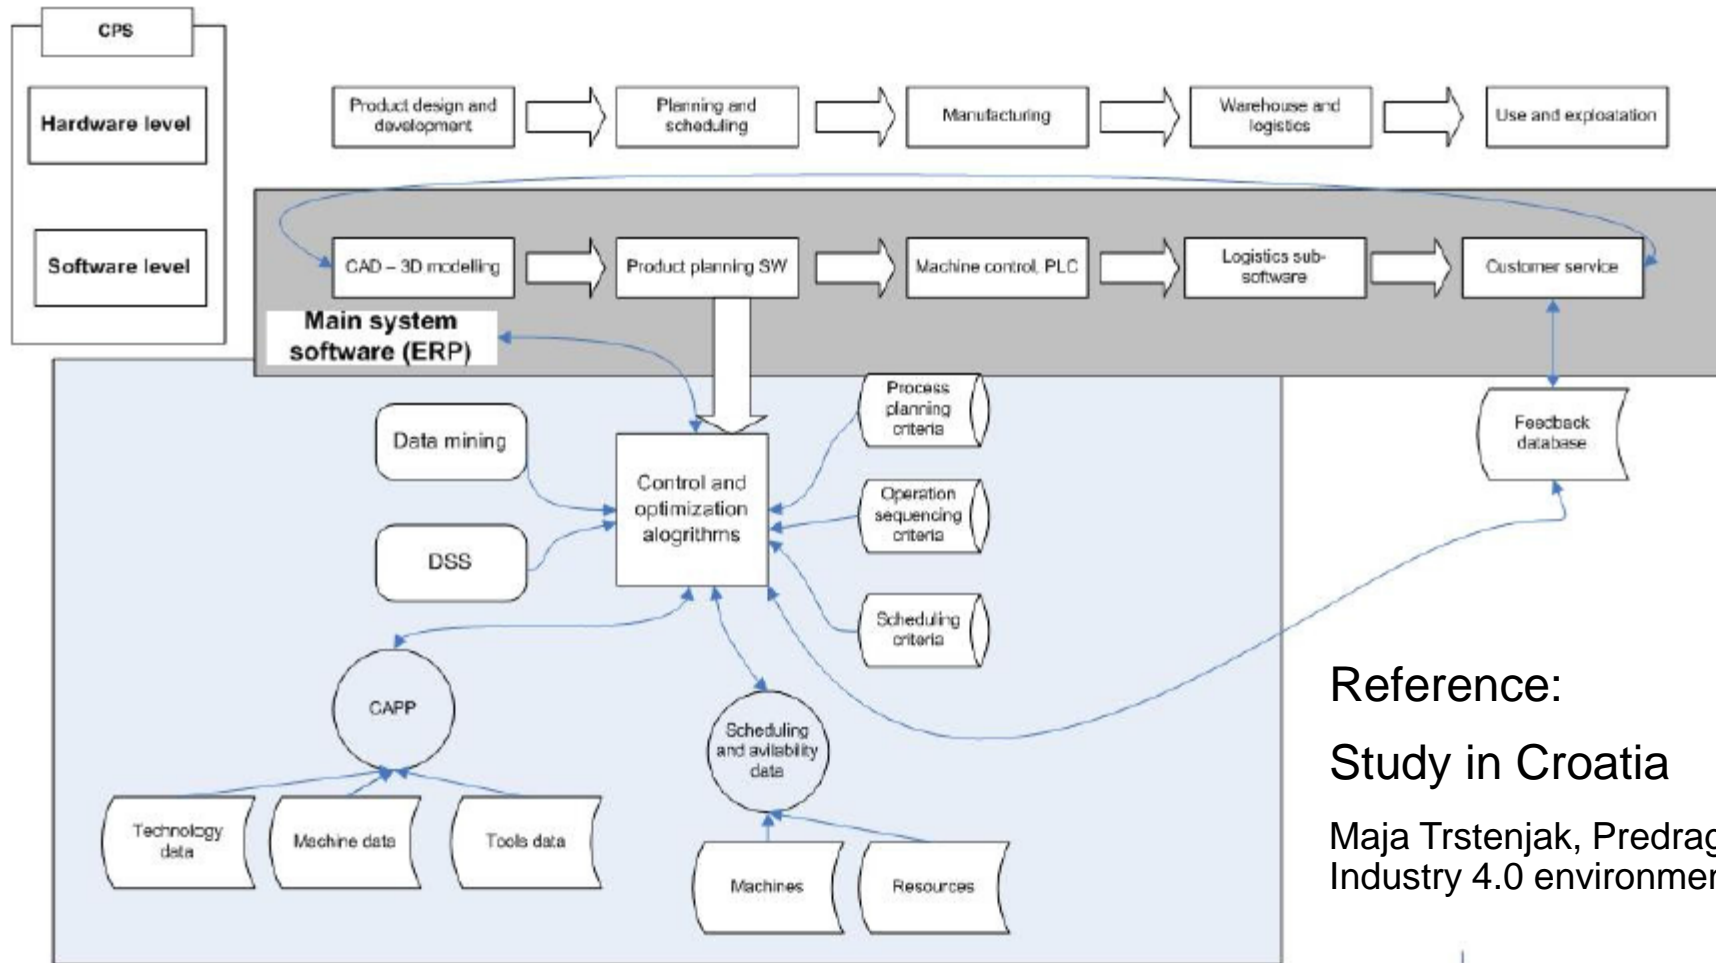 CPS
Hardware level
Software level
Product design and
development
Planning and
scheduling
Manufacturing
Warehouse and
logistics
Use and exploatation
CAD – 3D modelling
Product planning SW
Machine control, PLC
Logistics sub-
software
Customer service
Main system
software (ERP)
Data mining
DSS
Control and
optimization
alogrithms
Process
planning
criteria
Operation
sequencing
criteria
Scheduling
criteria
Feedback
database
CAPP
Scheduling
and avilability
data
Technology
data
Machine data
Tools data
Machines
Resources
Reference:
Study in Croatia
Maja Trstenjak, Predrag
Industry 4.0 environmen